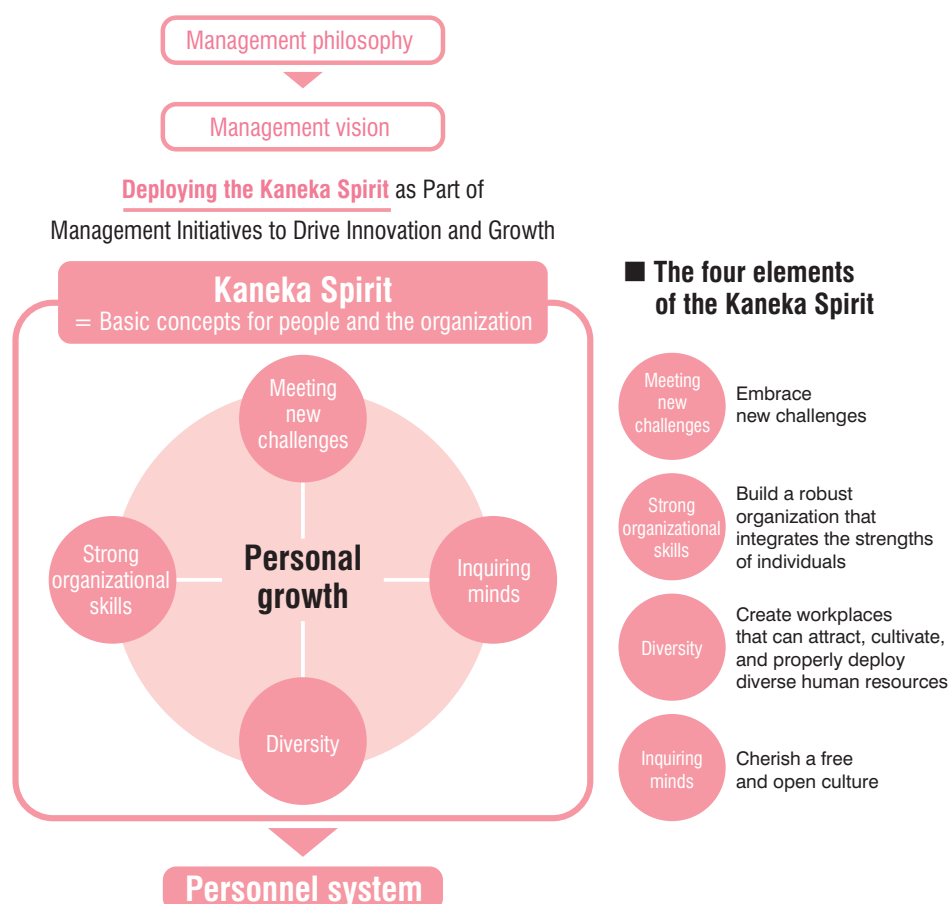 Management philosophy
Management vision
Deploying the Kaneka Spirit as Part of
Management Initiatives to Drive Innovation and Growth
Kaneka Spirit
= Basic concepts for people and the organization
Meeting
new
challenges
Strong
organizational
skills
Personal
growth
Inquiring
minds
Diversity
Personnel system
■ The four elements
of the Kaneka Spirit
Meeting
new
challenges
Embrace
new challenges
Strong
organizational
skills
Build a robust
organization that
integrates the strengths
of individuals
Diversity
Create workplaces
that can attract, cultivate,
and properly deploy
diverse human resources
Inquiring
minds
Cherish a free
and open culture